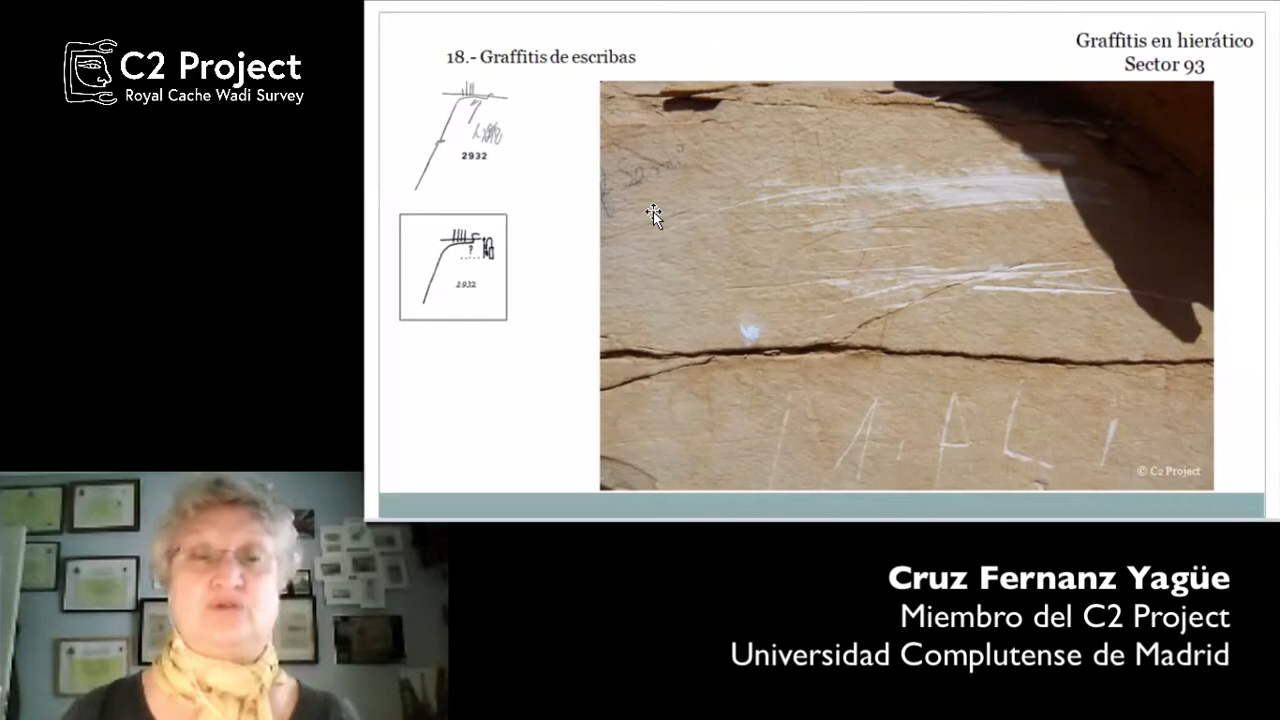 C2 Project
Royal Cache Wadi Survey
18.- Graffitis de escribas
Graffitis en hierático
Sector 93
2932
?
2932
ALI
© C2 Project
Cruz Fernanz Yagüe
Miembro del C2 Project
Universidad Complutense de Madrid